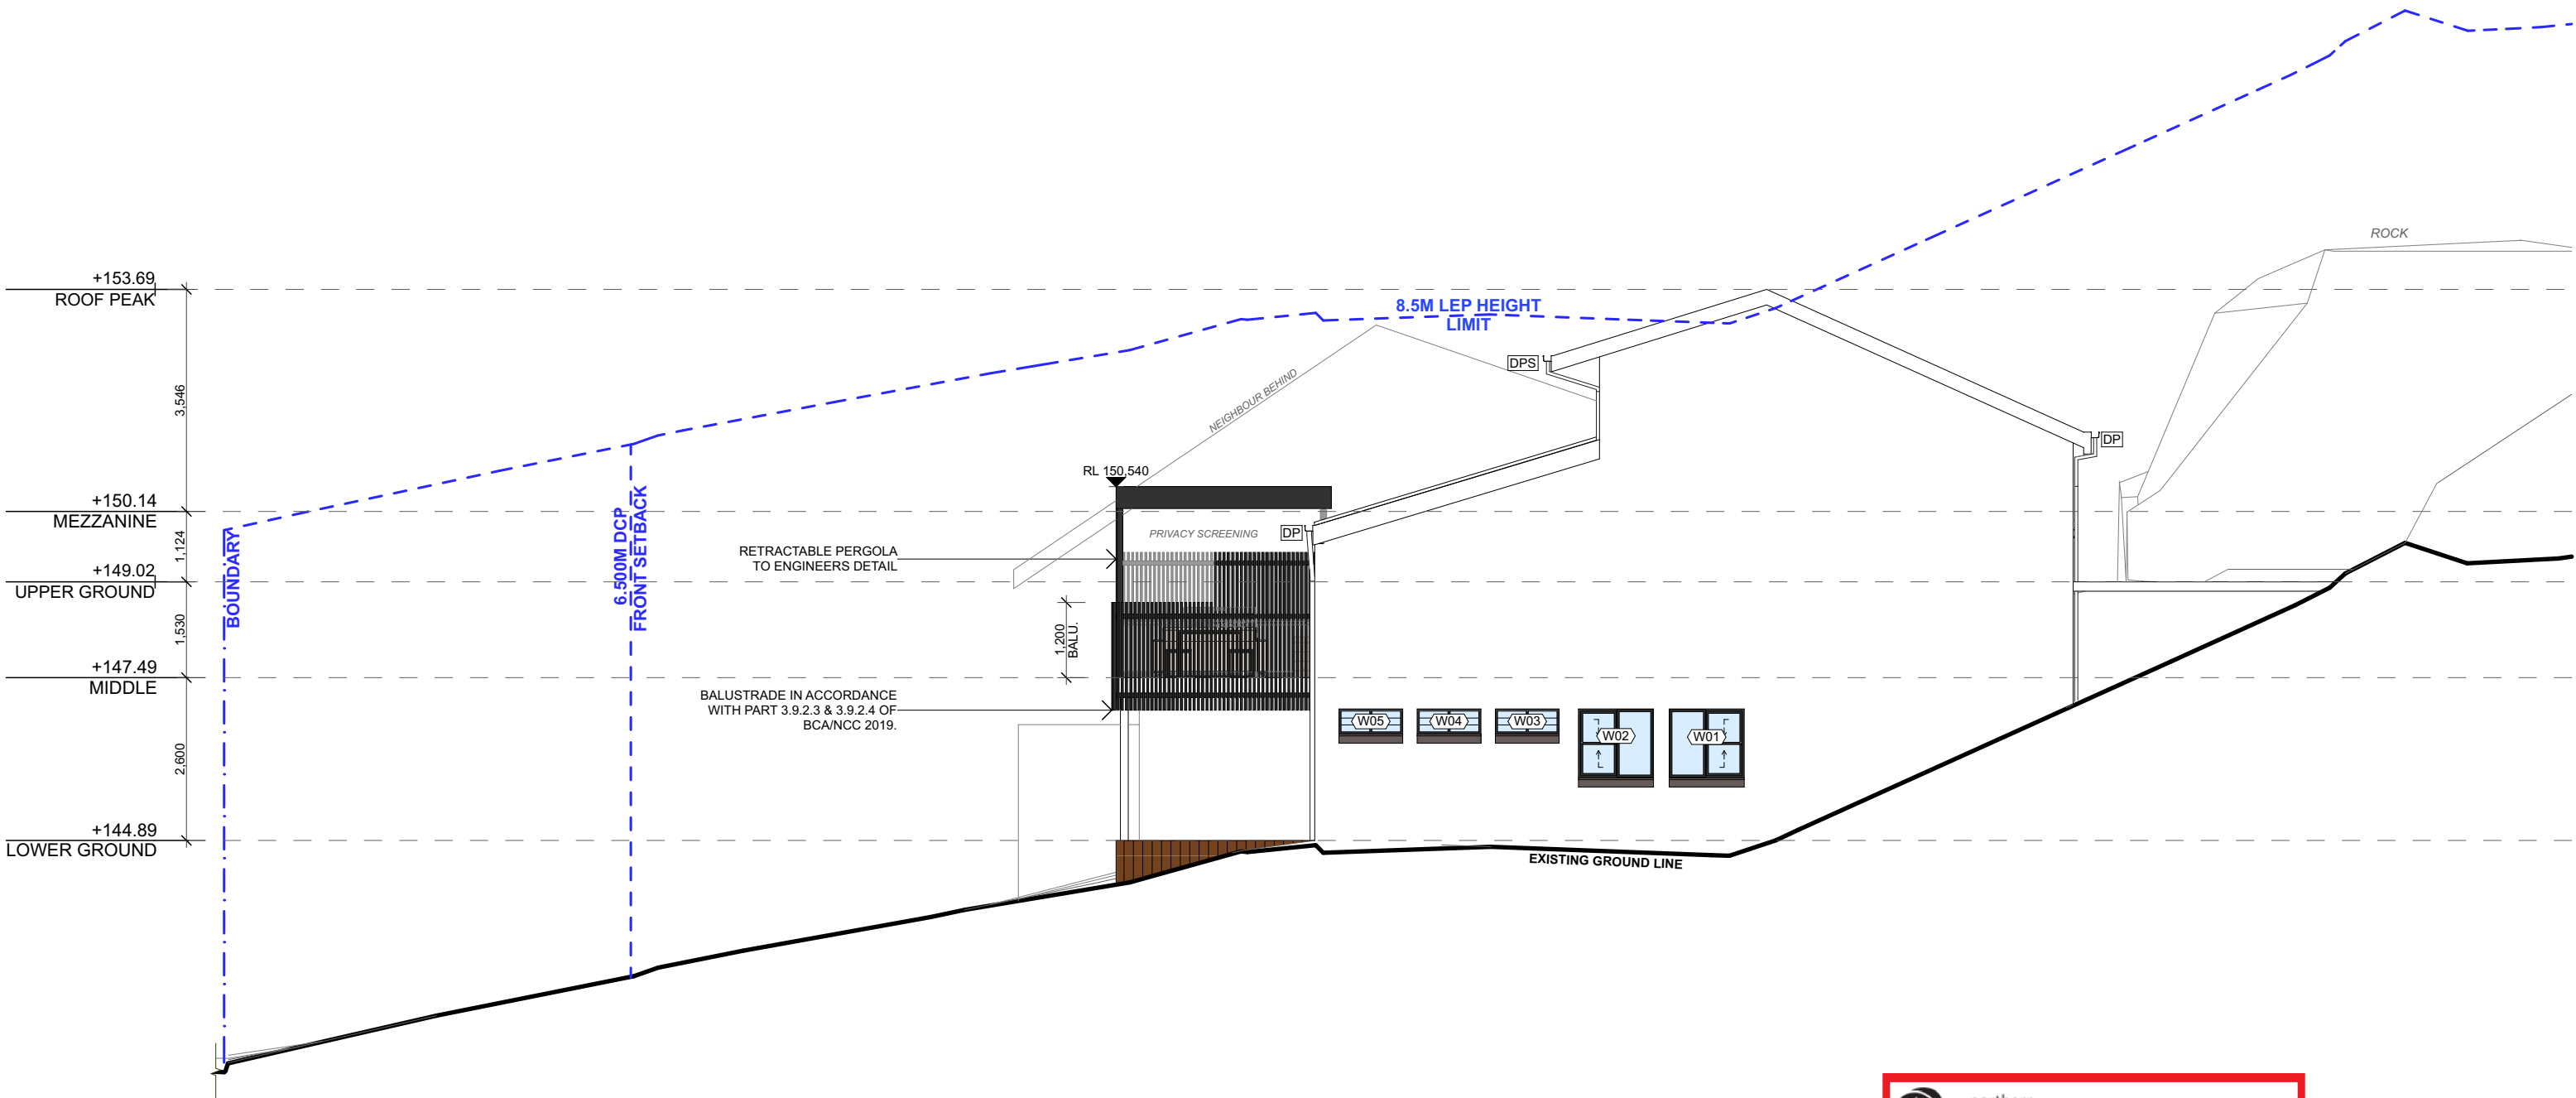 +153.69
ROOF PEAK
3,546
+150.14
MEZZANINE
1,124
+149.02
UPPER GROUND
1,530
+147.49
MIDDLE
2,600
+144.89
LOWER GROUND
BOUNDARY
6.500M DCP
FRONT SETBACK
8.5M LEP HEIGHT
LIMIT
ROCK
NEIGHBOUR BEHIND
DPS
DP
RL 150,540
PRIVACY SCREENING
DP
RETRACTABLE PERGOLA
TO ENGINEERS DETAIL
1,200
BALU.
BALUSTRADE IN ACCORDANCE
WITH PART 3.9.2.3 & 3.9.2.4 OF
BCA/NCC 2019.
W05
W04
W03
W02
W01
EXISTING GROUND LINE